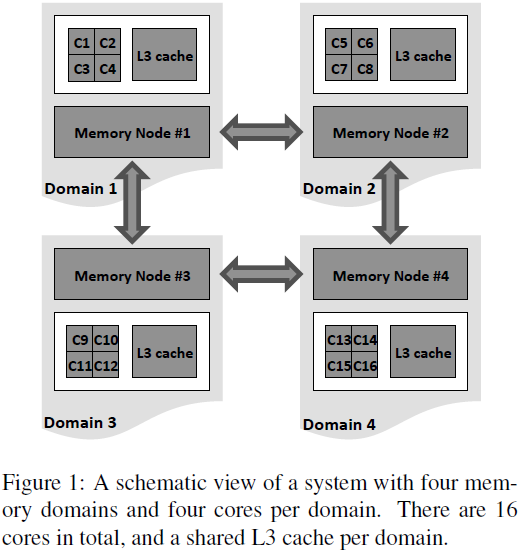 C1 C2
C3 C4
L3 cache
Memory Node #1
Domain 1
C5 C6
C7 C8
L3 cache
Memory Node #2
Domain 2
Memory Node #3
C9 C10
C11 C12
L3 cache
Domain 3
Memory Node #4
C13 C14
C15 C16
L3 cache
Domain 4
Figure 1: A schematic view of a system with four mem-
ory domains and four cores per domain. There are 16
cores in total, and a shared L3 cache per domain.